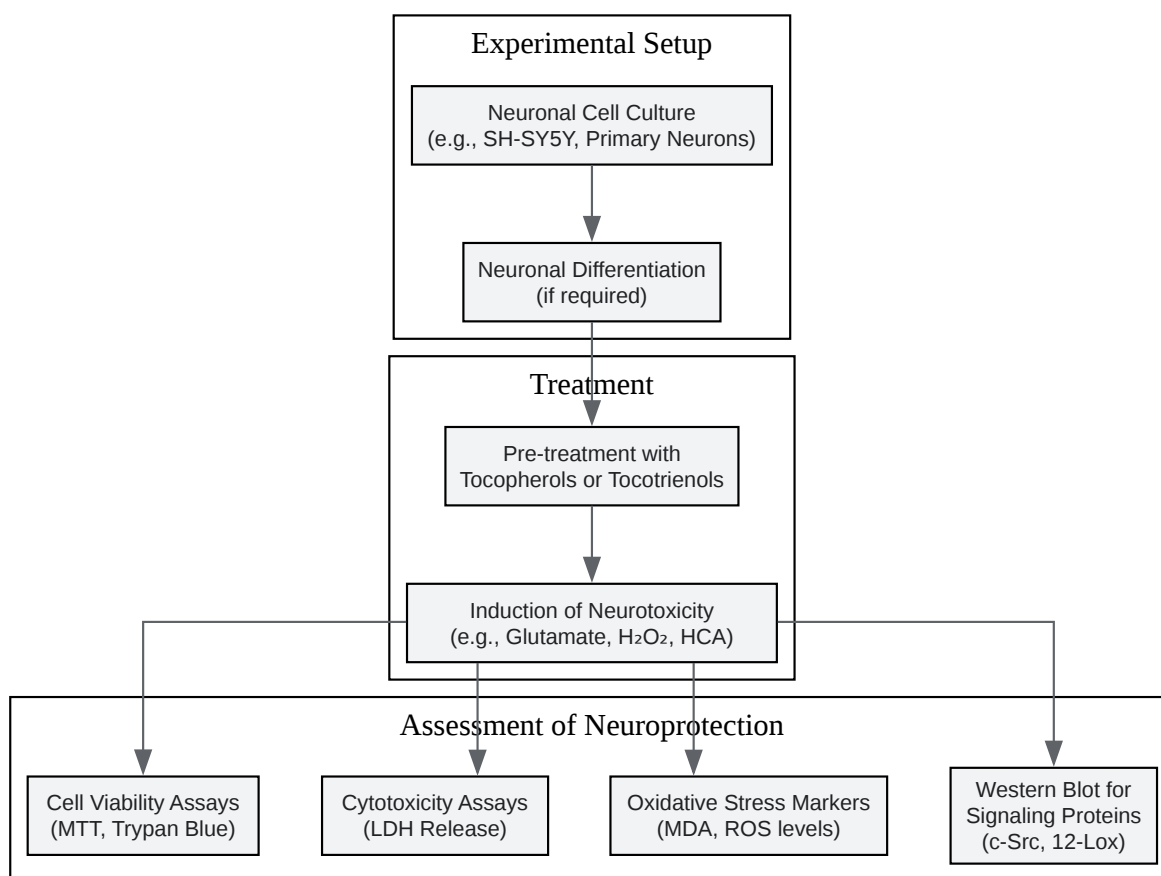 Experimental Setup
Neuronal Cell Culture
(e.g., SH-SY5Y, Primary Neurons)
Neuronal Differentiation
(if required)
Treatment
Pre-treatment with
Tocopherols or Tocotrienols
Induction of Neurotoxicity
(e.g., Glutamate, H₂O₂, HCA)
Assessment of Neuroprotection
Cell Viability Assays
(MTT, Trypan Blue)
Cytotoxicity Assays
(LDH Release)
Oxidative Stress Markers
(MDA, ROS levels)
Western Blot for
Signaling Proteins
(c-Src, 12-Lox)